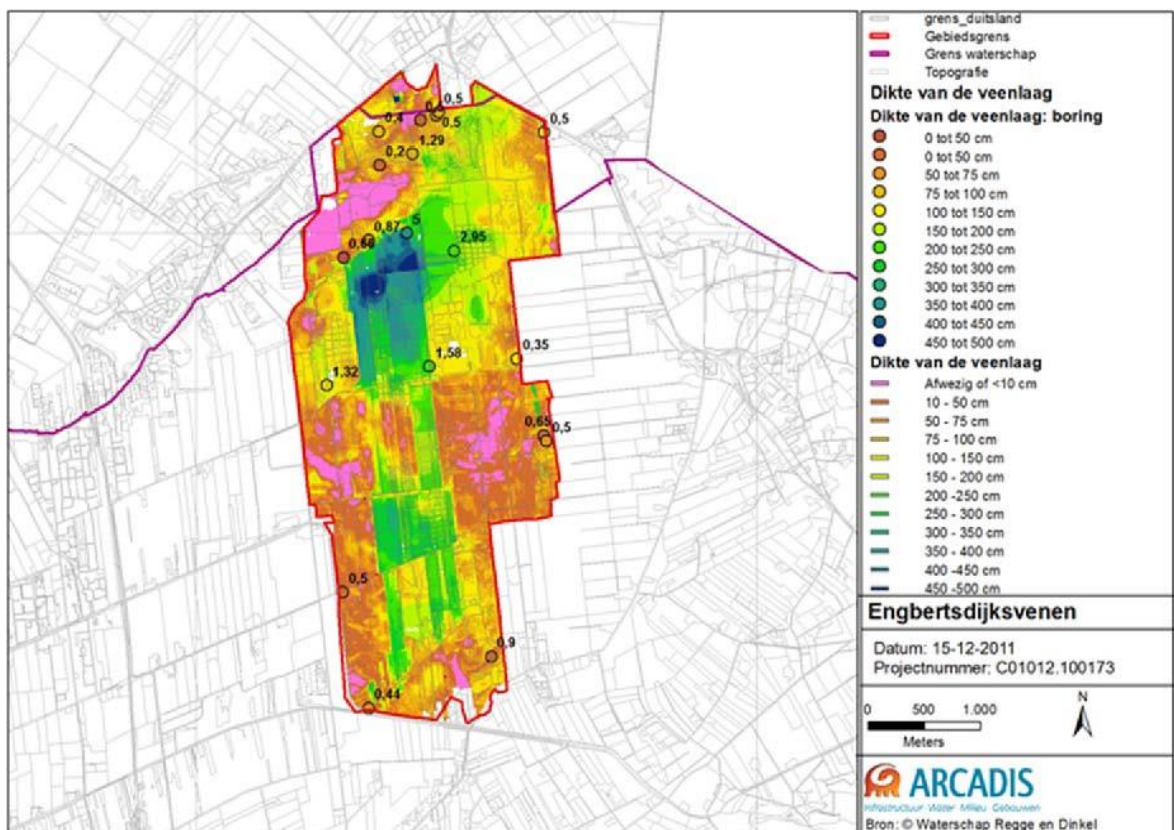 0,5
0,5
0,5
0,4
1,29
0,2
0,87
5
2,95
1,58
0,35
1,32
0,65
0,5
0,5
0,9
0,44
grens_duitsland
Gebiedsgrens
Grens waterschap
Topografie
Dikte van de veenlaag
Dikte van de veenlaag: boring
0 tot 50 cm
0 tot 50 cm
50 tot 75 cm
75 tot 100 cm
100 tot 150 cm
150 tot 200 cm
200 tot 250 cm
250 tot 300 cm
300 tot 350 cm
350 tot 400 cm
400 tot 450 cm
450 tot 500 cm
Dikte van de veenlaag
Afwezig of <10 cm
10 - 50 cm
50 - 75 cm
75 - 100 cm
100 - 150 cm
150 - 200 cm
200 -250 cm
250 - 300 cm
300 - 350 cm
350 - 400 cm
400 -450 cm
450 -500 cm
Engbertsdijksvenen
Datum: 15-12-2011
Projectnummer: C01012.100173
0 500 1.000
Meters
N
ARCADIS
Infrastructuur Water Milieu Gebouwen
Bron: © Waterschap Regge en Dinkel